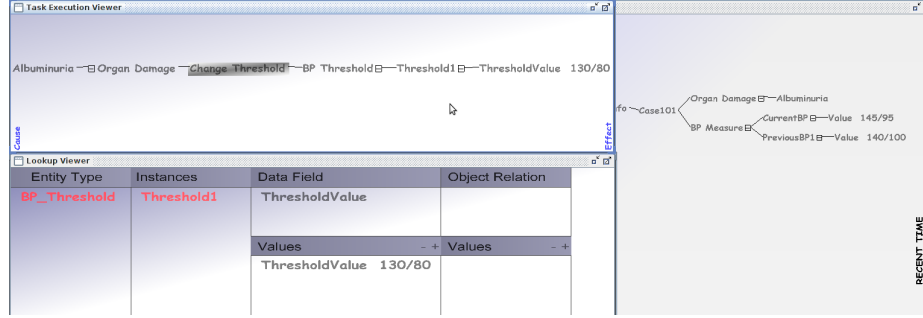 Task Execution Viewer
Albuminuria Organ Damage Change Threshold BP Threshold Threshold1 ThresholdValue 130/80
Cause
Effect
Lookup Viewer
Entity Type Instances Data Field Object Relation
BP_Threshold Threshold1 ThresholdValue
Values - + Values - +
ThresholdValue 130/80
fo Case101
Organ Damage Albuminuria
BP Measure
CurrentBP Value 145/95
PreviousBP1 Value 140/100
RECENT TIME